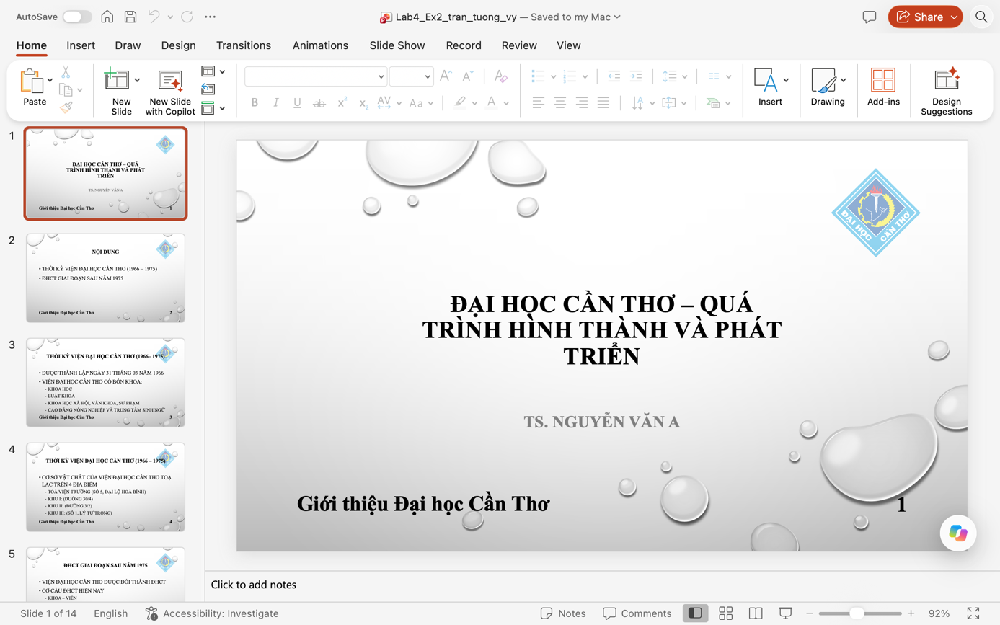 AutoSave
Lab4_Ex2_tran_tuong_vy — Saved to my Mac
Share
Home Insert Draw Design Transitions Animations Slide Show Record Review View
Paste
New Slide
New Slide with Copilot
Insert
Drawing
Add-ins
Design Suggestions
1
ĐẠI HỌC CẦN THƠ – QUÁ
TRÌNH HÌNH THÀNH VÀ PHÁT
TRIỂN
TS. NGUYỄN VĂN A
Giới thiệu Đại học Cần Thơ 1
2
NỘI DUNG
• THỜI KỲ VIỆN ĐẠI HỌC CẦN THƠ (1966 – 1975)
• ĐHCT GIAI ĐOẠN SAU NĂM 1975
Giới thiệu Đại học Cần Thơ 2
3
THỜI KỲ VIỆN ĐẠI HỌC CẦN THƠ (1966– 1975)
• ĐƯỢC THÀNH LẬP NGÀY 31 THÁNG 03 NĂM 1966
• VIỆN ĐẠI HỌC CẦN THƠ CÓ BỐN KHOA:
- KHOA HỌC
- LUẬT KHOA
- KHOA HỌC XÃ HỘI, VĂN KHOA, SƯ PHẠM
- CAO ĐẲNG NÔNG NGHIỆP VÀ TRUNG TÂM SINH NGỮ
Giới thiệu Đại học Cần Thơ 3
4
THỜI KỲ VIỆN ĐẠI HỌC CẦN THƠ (1966 – 1975)
• CƠ SỞ VẬT CHẤT CỦA VIỆN ĐẠI HỌC CẦN THƠ TOẠ
LẠC TRÊN 4 ĐỊA ĐIỂM
- TOÀ VIỆN TRƯỞNG (SỐ 5, ĐẠI LỘ HOÀ BÌNH)
- KHU I: (ĐƯỜNG 30/4)
- KHU II: (ĐƯỜNG 3/2)
- KHU III: (SỐ 1, LÝ TỰ TRỌNG)
Giới thiệu Đại học Cần Thơ 4
5
ĐHCT GIAI ĐOẠN SAU NĂM 1975
• VIỆN ĐẠI HỌC CẦN THƠ ĐƯỢC ĐỔI THÀNH ĐHCT
• CƠ CẤU ĐHCT HIỆN NAY
- KHOA – VIỆN
ĐẠI HỌC CẦN THƠ
ĐẠI HỌC CẦN THƠ – QUÁ
TRÌNH HÌNH THÀNH VÀ PHÁT
TRIỂN
TS. NGUYỄN VĂN A
Giới thiệu Đại học Cần Thơ 1
Click to add notes
Slide 1 of 14 English Accessibility: Investigate Notes Comments 92%